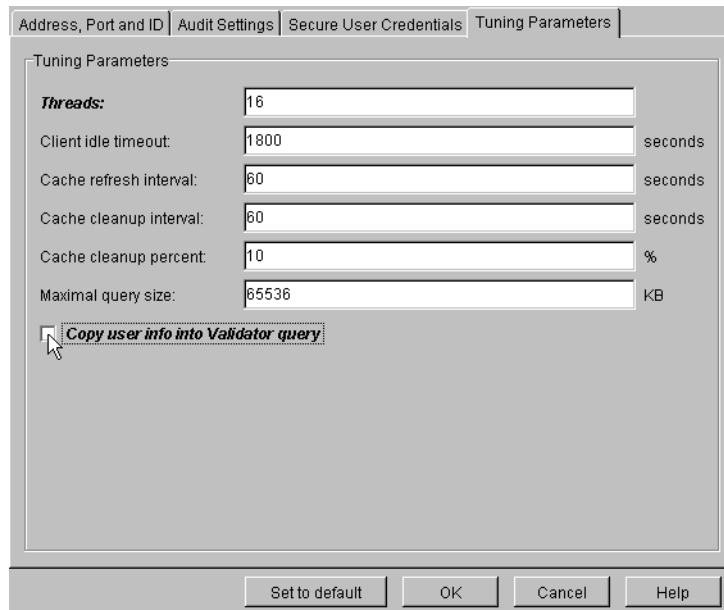 Address, Port and ID Audit Settings Secure User Credentials Tuning Parameters
Tuning Parameters
Threads: 16
Client idle timeout: 1800 seconds
Cache refresh interval: 60 seconds
Cache cleanup interval: 60 seconds
Cache cleanup percent: 10 %
Maximal query size: 65536 KB
Copy user info into Validator query
Set to default OK Cancel Help